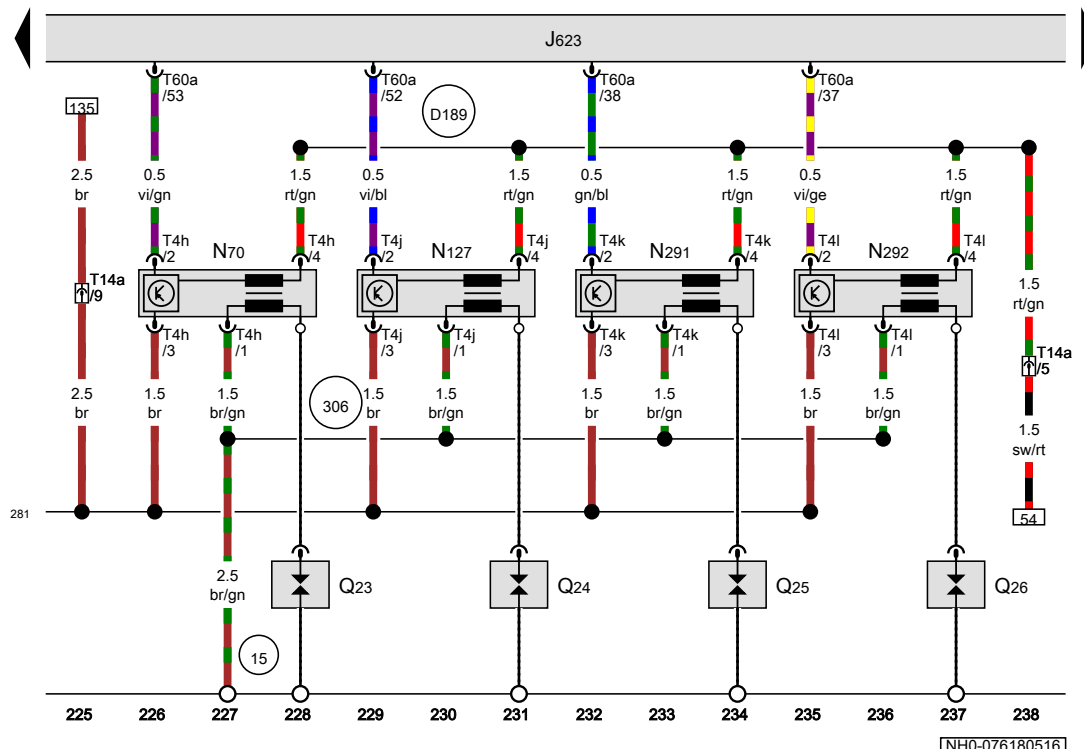 J623
T60a T60a T60a T60a
/53 /52 /38 /37
135 D189
2.5 0.5 1.5 0.5 1.5 0.5 1.5 0.5 1.5
br vi/gn rt/gn vi/bl rt/gn gn/bl rt/gn vi/ge rt/gn
T4h N70 T4h T4j N127 T4j T4k N291 T4k T4l N292 T4l
/2 /4 /2 /4 /2 /4 /2 /4
T14a 1.5
/9 rt/gn
T4h T4h T4j T4j T4k T4k T4l T4l
/3 /1 /3 /1 /3 /1 /3 /1
T14a
/5
2.5 1.5 1.5 306 1.5 1.5 1.5 1.5 1.5 1.5
br br br/gn br br/gn br br/gn br br/gn
1.5
sw/rt
281 54
2.5 Q23 Q24 Q25 Q26
br/gn
15
225 226 227 228 229 230 231 232 233 234 235 236 237 238
NH0-076180516